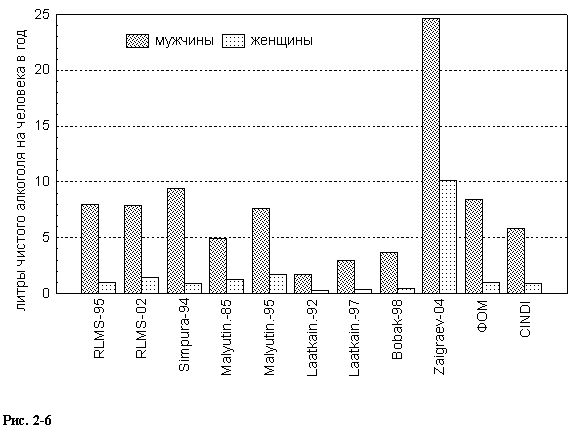 литры чистого алкоголя на человека в год
25
20
15
10
5
0
мужчины
женщины
RLMS-95
RLMS-02
Simpura-94
Malyutin.-85
Malyutin.-95
Laatkain.-92
Laatkain.-97
Bobak-98
Zaigraev-04
ФОМ
CINDI
Рис. 2-6